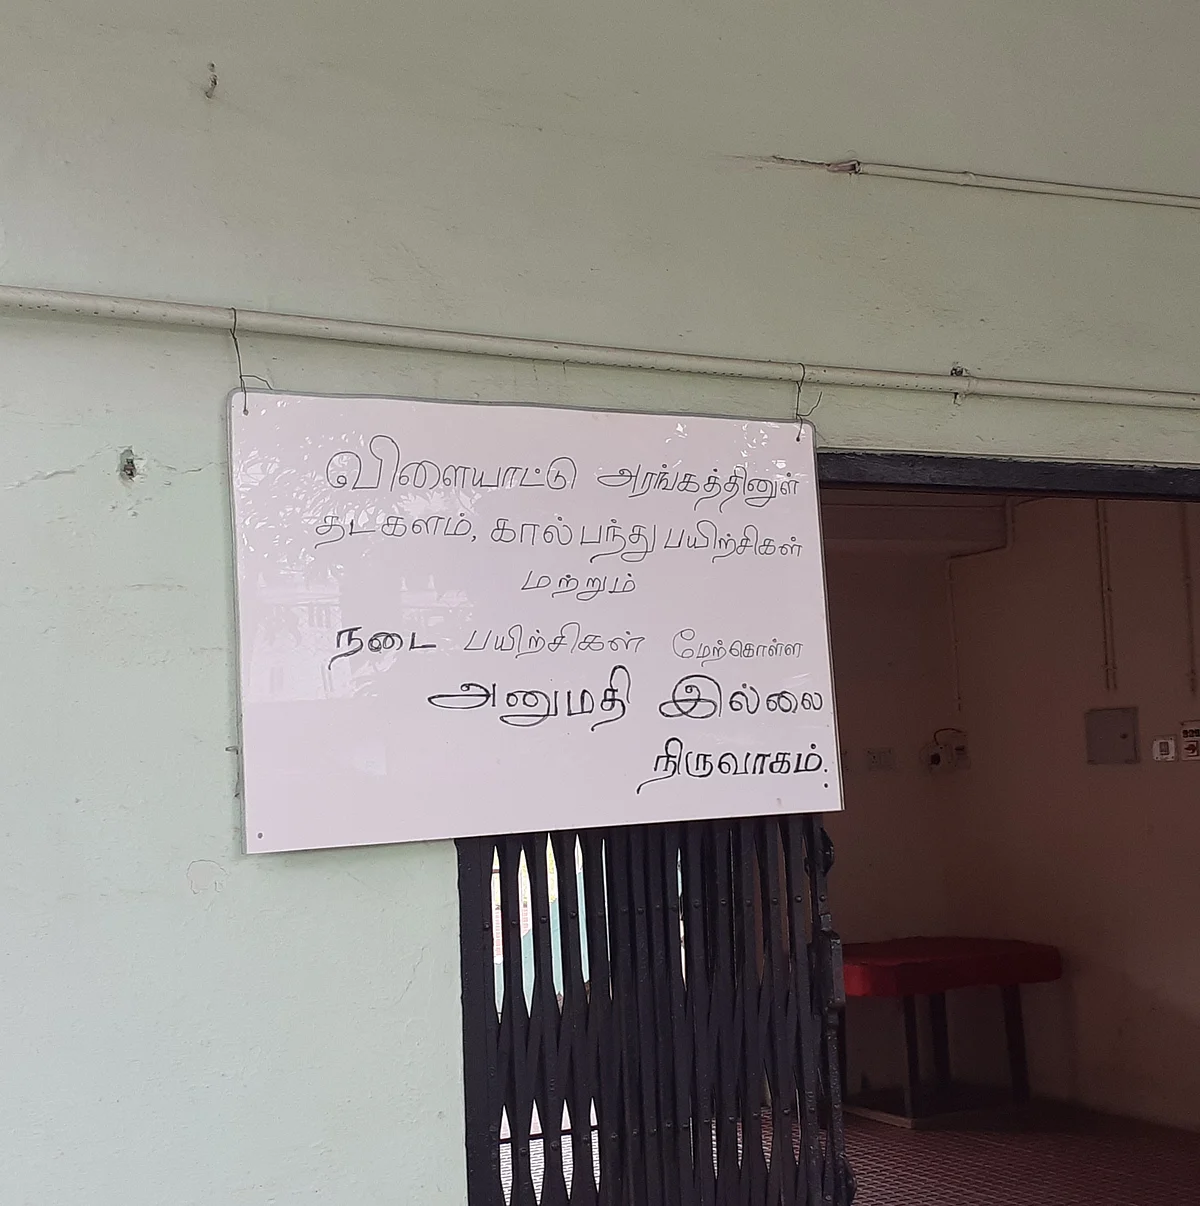 விளையாட்டு அரங்கத்தினுள்
தடகளம், கால்பந்து பயிற்சிகள்
மற்றும்
நடை பயிற்சிகள் மேற்கொள்ள
அனுமதி இல்லை
நிருவாகம்.